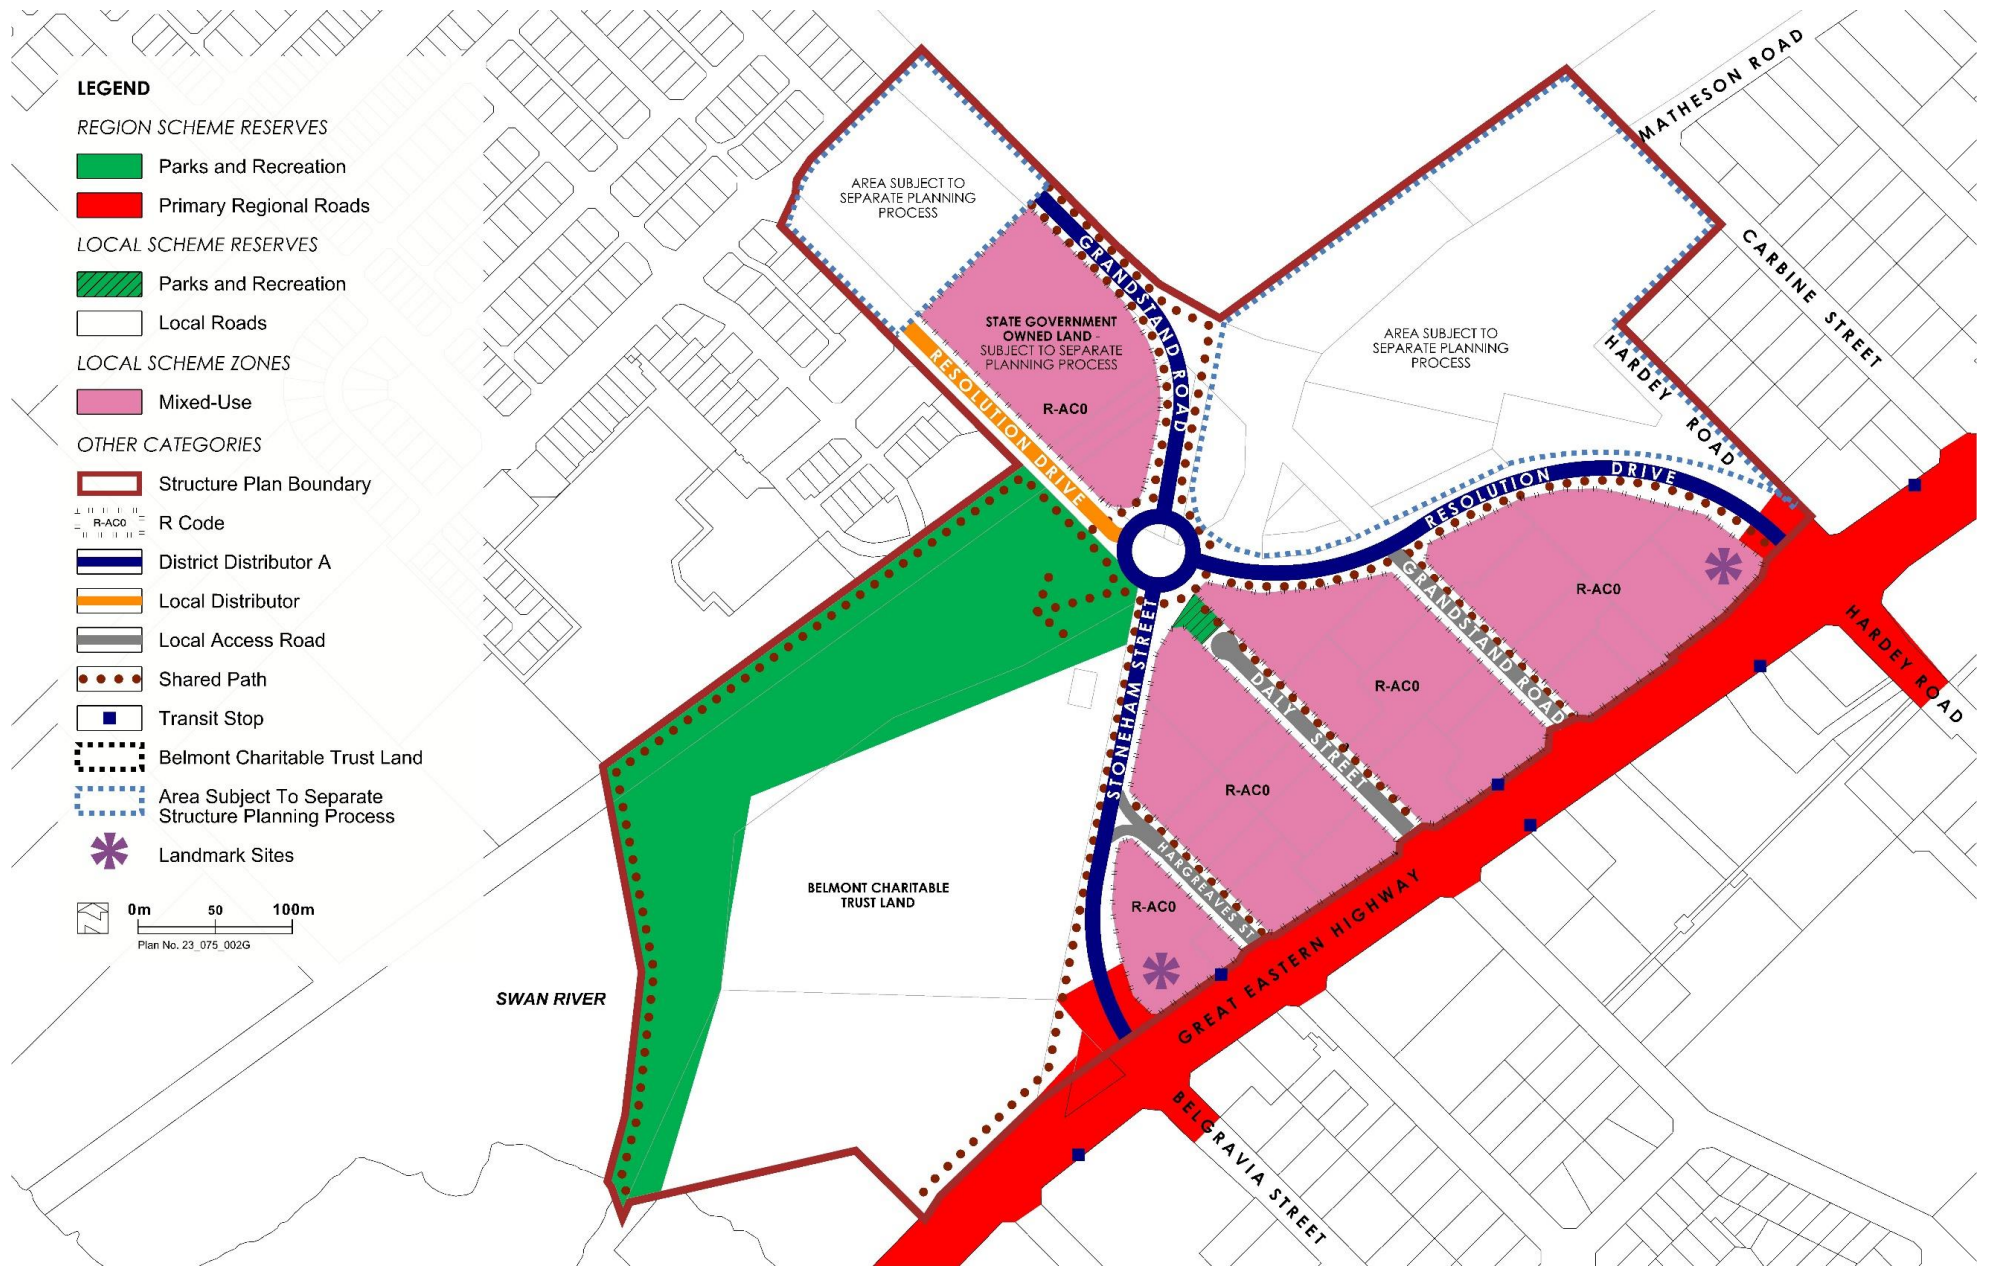 LEGEND
REGION SCHEME RESERVES
Parks and Recreation
Primary Regional Roads
LOCAL SCHEME RESERVES
Parks and Recreation
Local Roads
LOCAL SCHEME ZONES
Mixed-Use
OTHER CATEGORIES
Structure Plan Boundary
R-AC0
R Code
District Distributor A
Local Distributor
Local Access Road
Shared Path
Transit Stop
Belmont Charitable Trust Land
Area Subject To Separate
Structure Planning Process
Landmark Sites
0m 50 100m
Plan No. 23_075_002G
AREA SUBJECT TO
SEPARATE PLANNING
PROCESS
GRANDSTAND ROAD
STATE GOVERNMENT
OWNED LAND -
SUBJECT TO SEPARATE
PLANNING PROCESS
R-AC0
RESOLUTION DRIVE
AREA SUBJECT TO
SEPARATE PLANNING
PROCESS
MATHESON ROAD
CARBINE STREET
HARDEY ROAD
RESOLUTION DRIVE
R-AC0
GRANDSTAND ROAD
R-AC0
DALY STREET
STONEHAM STREET
R-AC0
HARGREAVES ST
R-AC0
BELMONT CHARITABLE
TRUST LAND
SWAN RIVER
GREAT EASTERN HIGHWAY
HARDEY ROAD
BELGRAVIA STREET